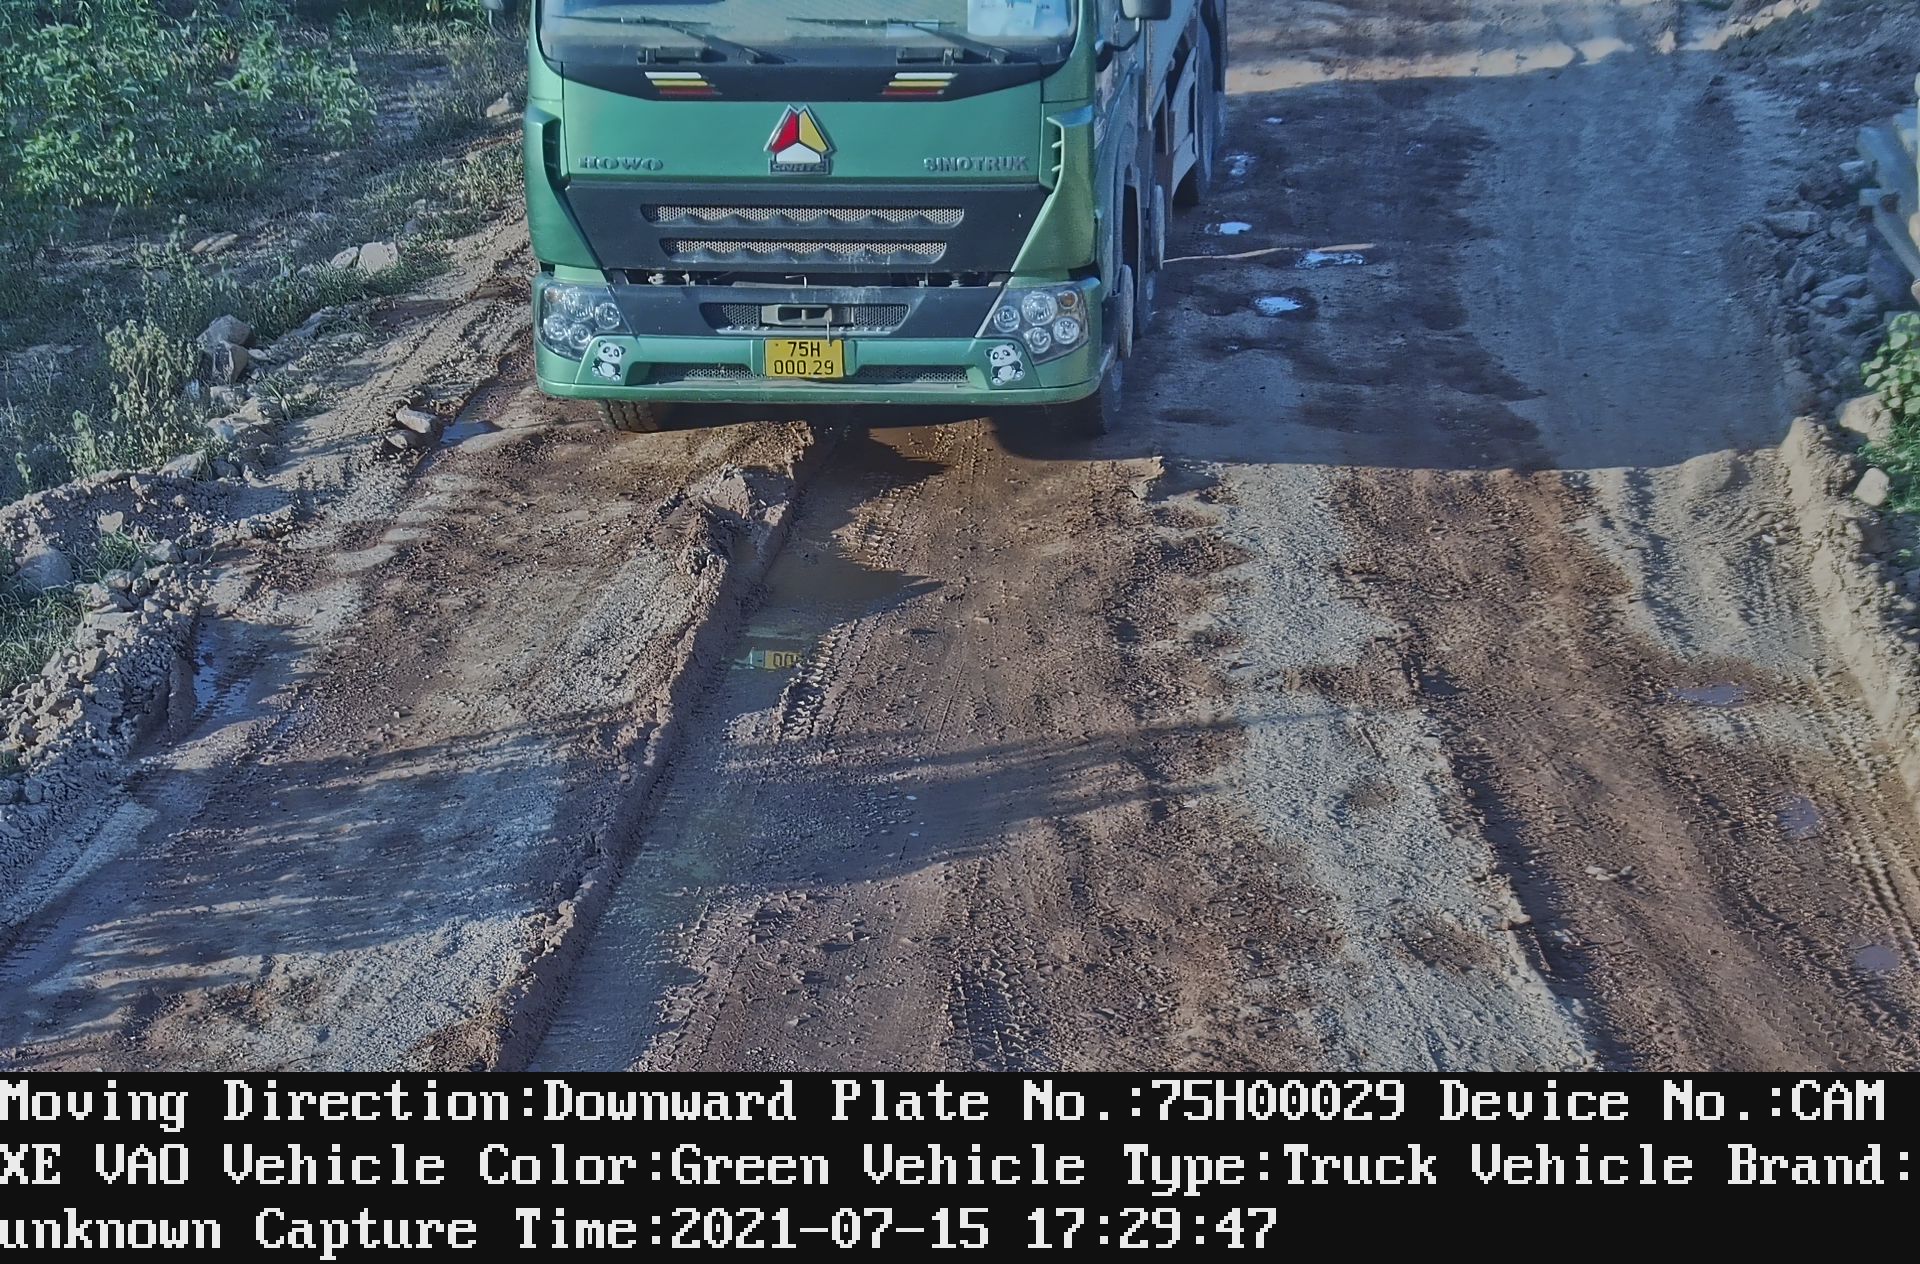 HOWO
CNHTC
SINOTRUK
75H
000.29
Moving Direction:Downward Plate No.:75H00029 Device No.:CAM
XE VAO Vehicle Color:Green Vehicle Type:Truck Vehicle Brand:
unknown Capture Time:2021-07-15 17:29:47